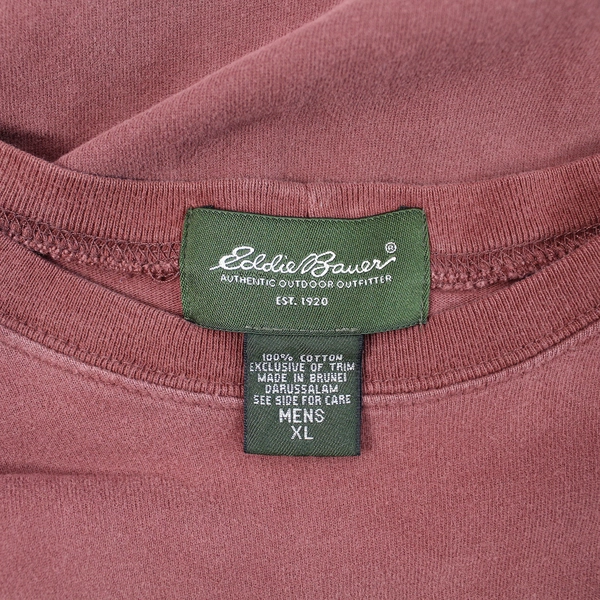 Eddie Bauer®
AUTHENTIC OUTDOOR OUTFITTER
EST. 1920
100% COTTON
EXCLUSIVE OF TRIM
MADE IN BRUNEI
DARUSSALAM
SEE SIDE FOR CARE
MENS
XL